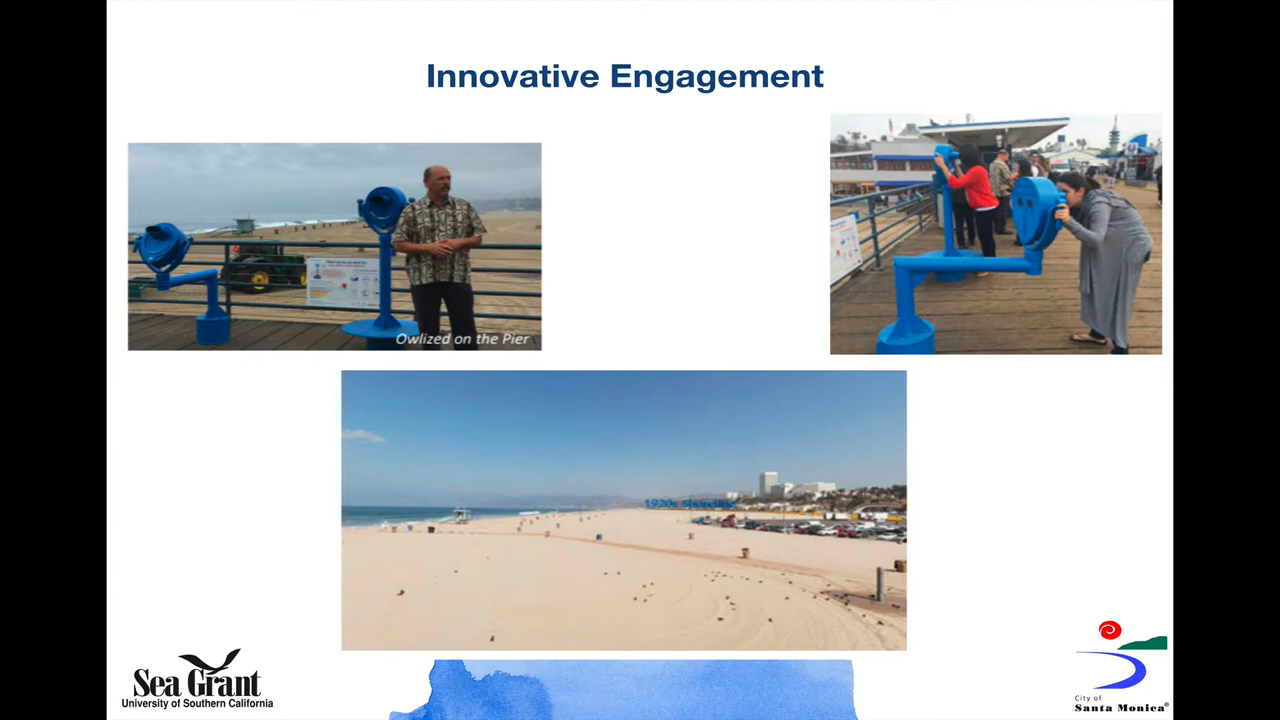 Innovative Engagement
Owlized on the Pier
1920s Shoreline
Sea Grant
University of Southern California
City of
Santa Monica®